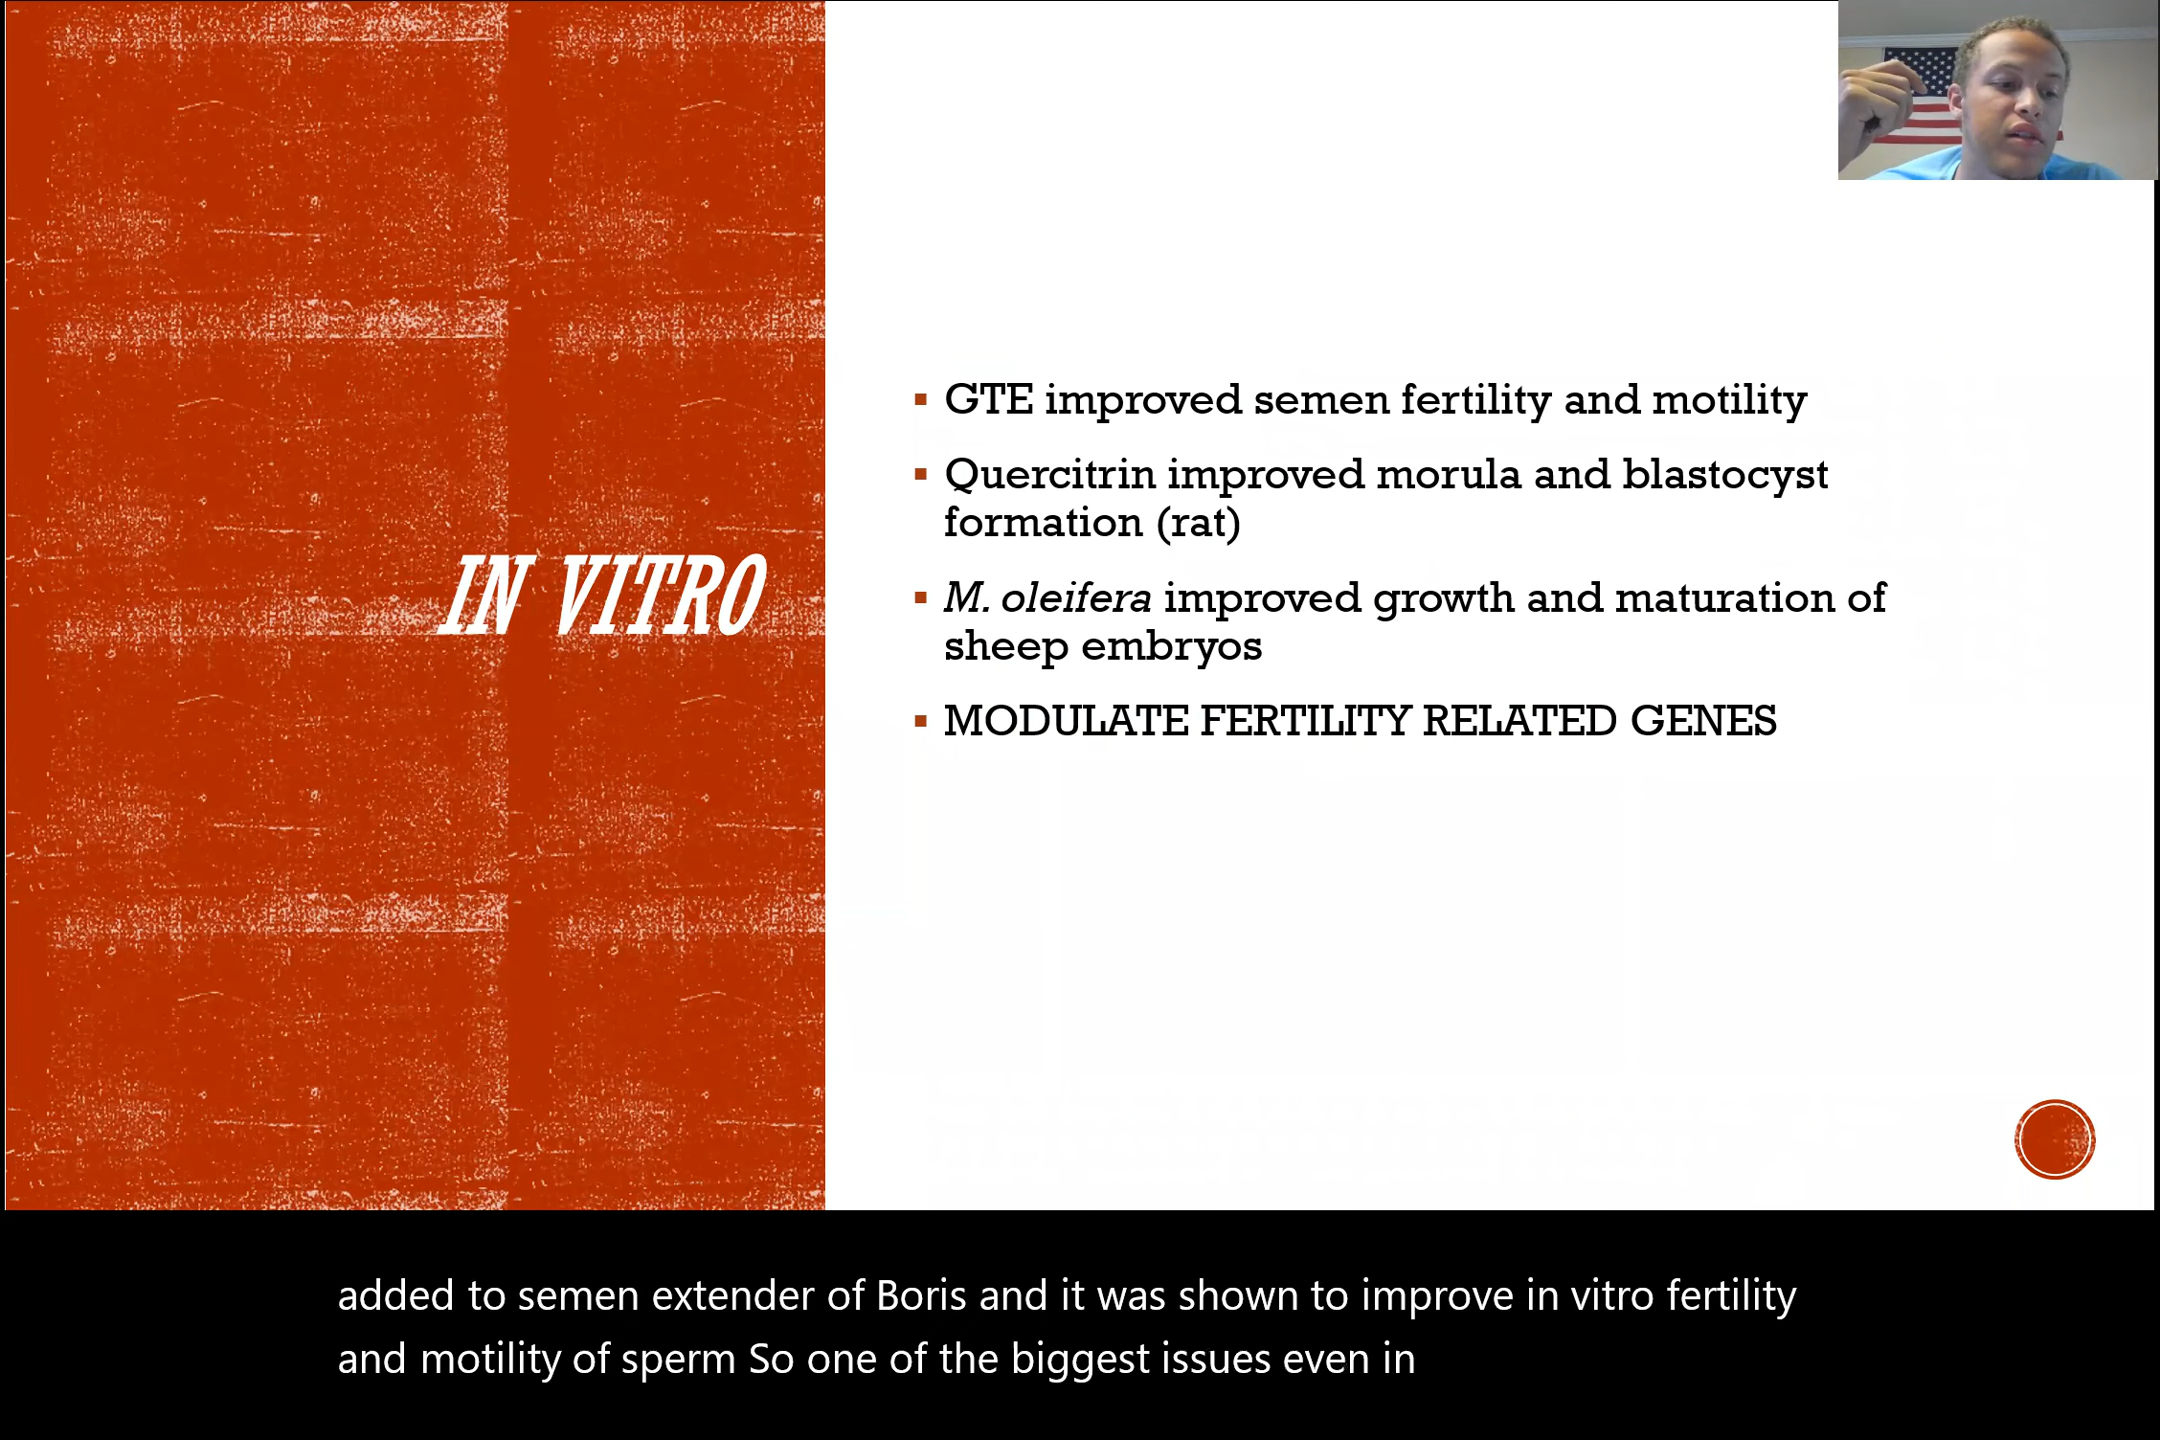 IN VITRO
GTE improved semen fertility and motility
Quercitrin improved morula and blastocyst
formation (rat)
M. oleifera improved growth and maturation of
sheep embryos
MODULATE FERTILITY RELATED GENES
added to semen extender of Boris and it was shown to improve in vitro fertility
and motility of sperm So one of the biggest issues even in